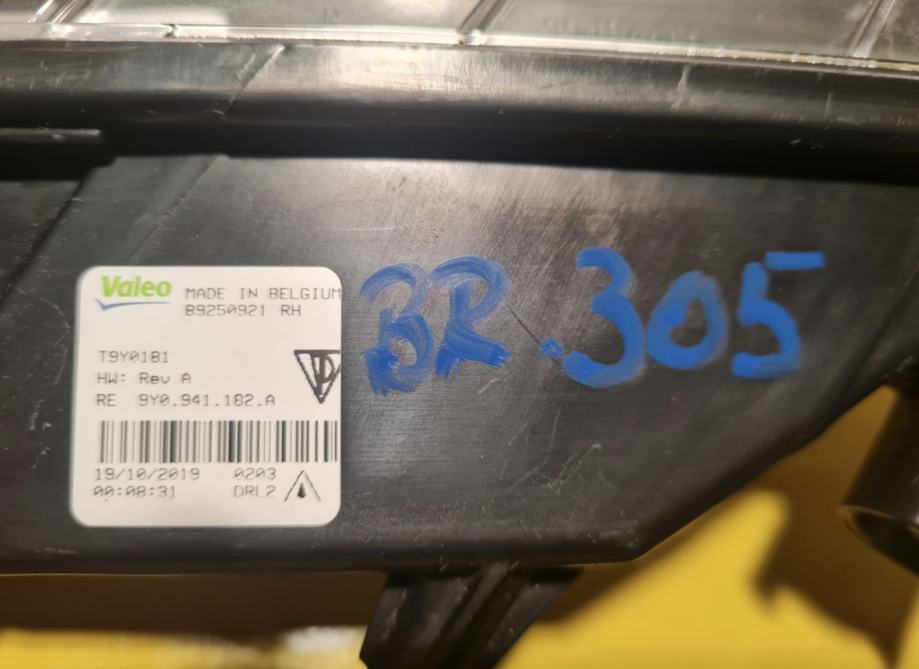 Valeo MADE IN BELGIUM
89250921 RH
T9Y0181
HW: Rev A
RE 9Y0.941.182.A
19/10/2019 0203
00:08:31 DRL2
BR.305